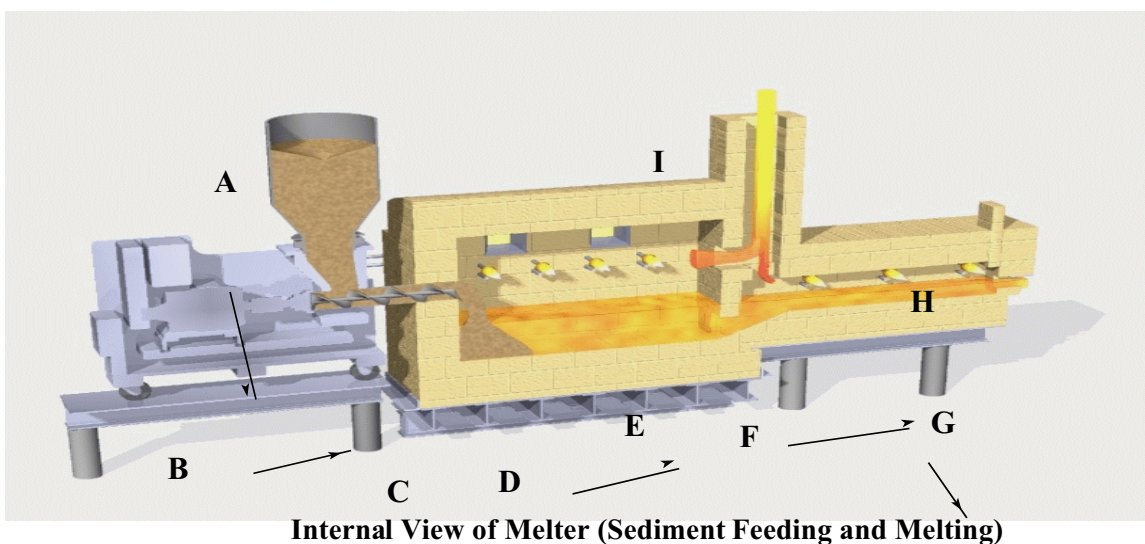 I
A
H
G
E
F
B
D
C
Internal View of Melter (Sediment Feeding and Melting)